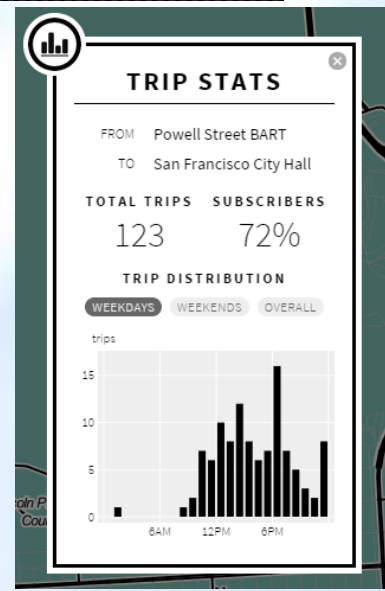 TRIP STATS
FROM Powell Street BART
TO San Francisco City Hall
TOTAL TRIPS SUBSCRIBERS
123 72%
TRIP DISTRIBUTION
WEEKDAYS WEEKENDS OVERALL
trips
15
10
5
0
6AM 12PM 6PM